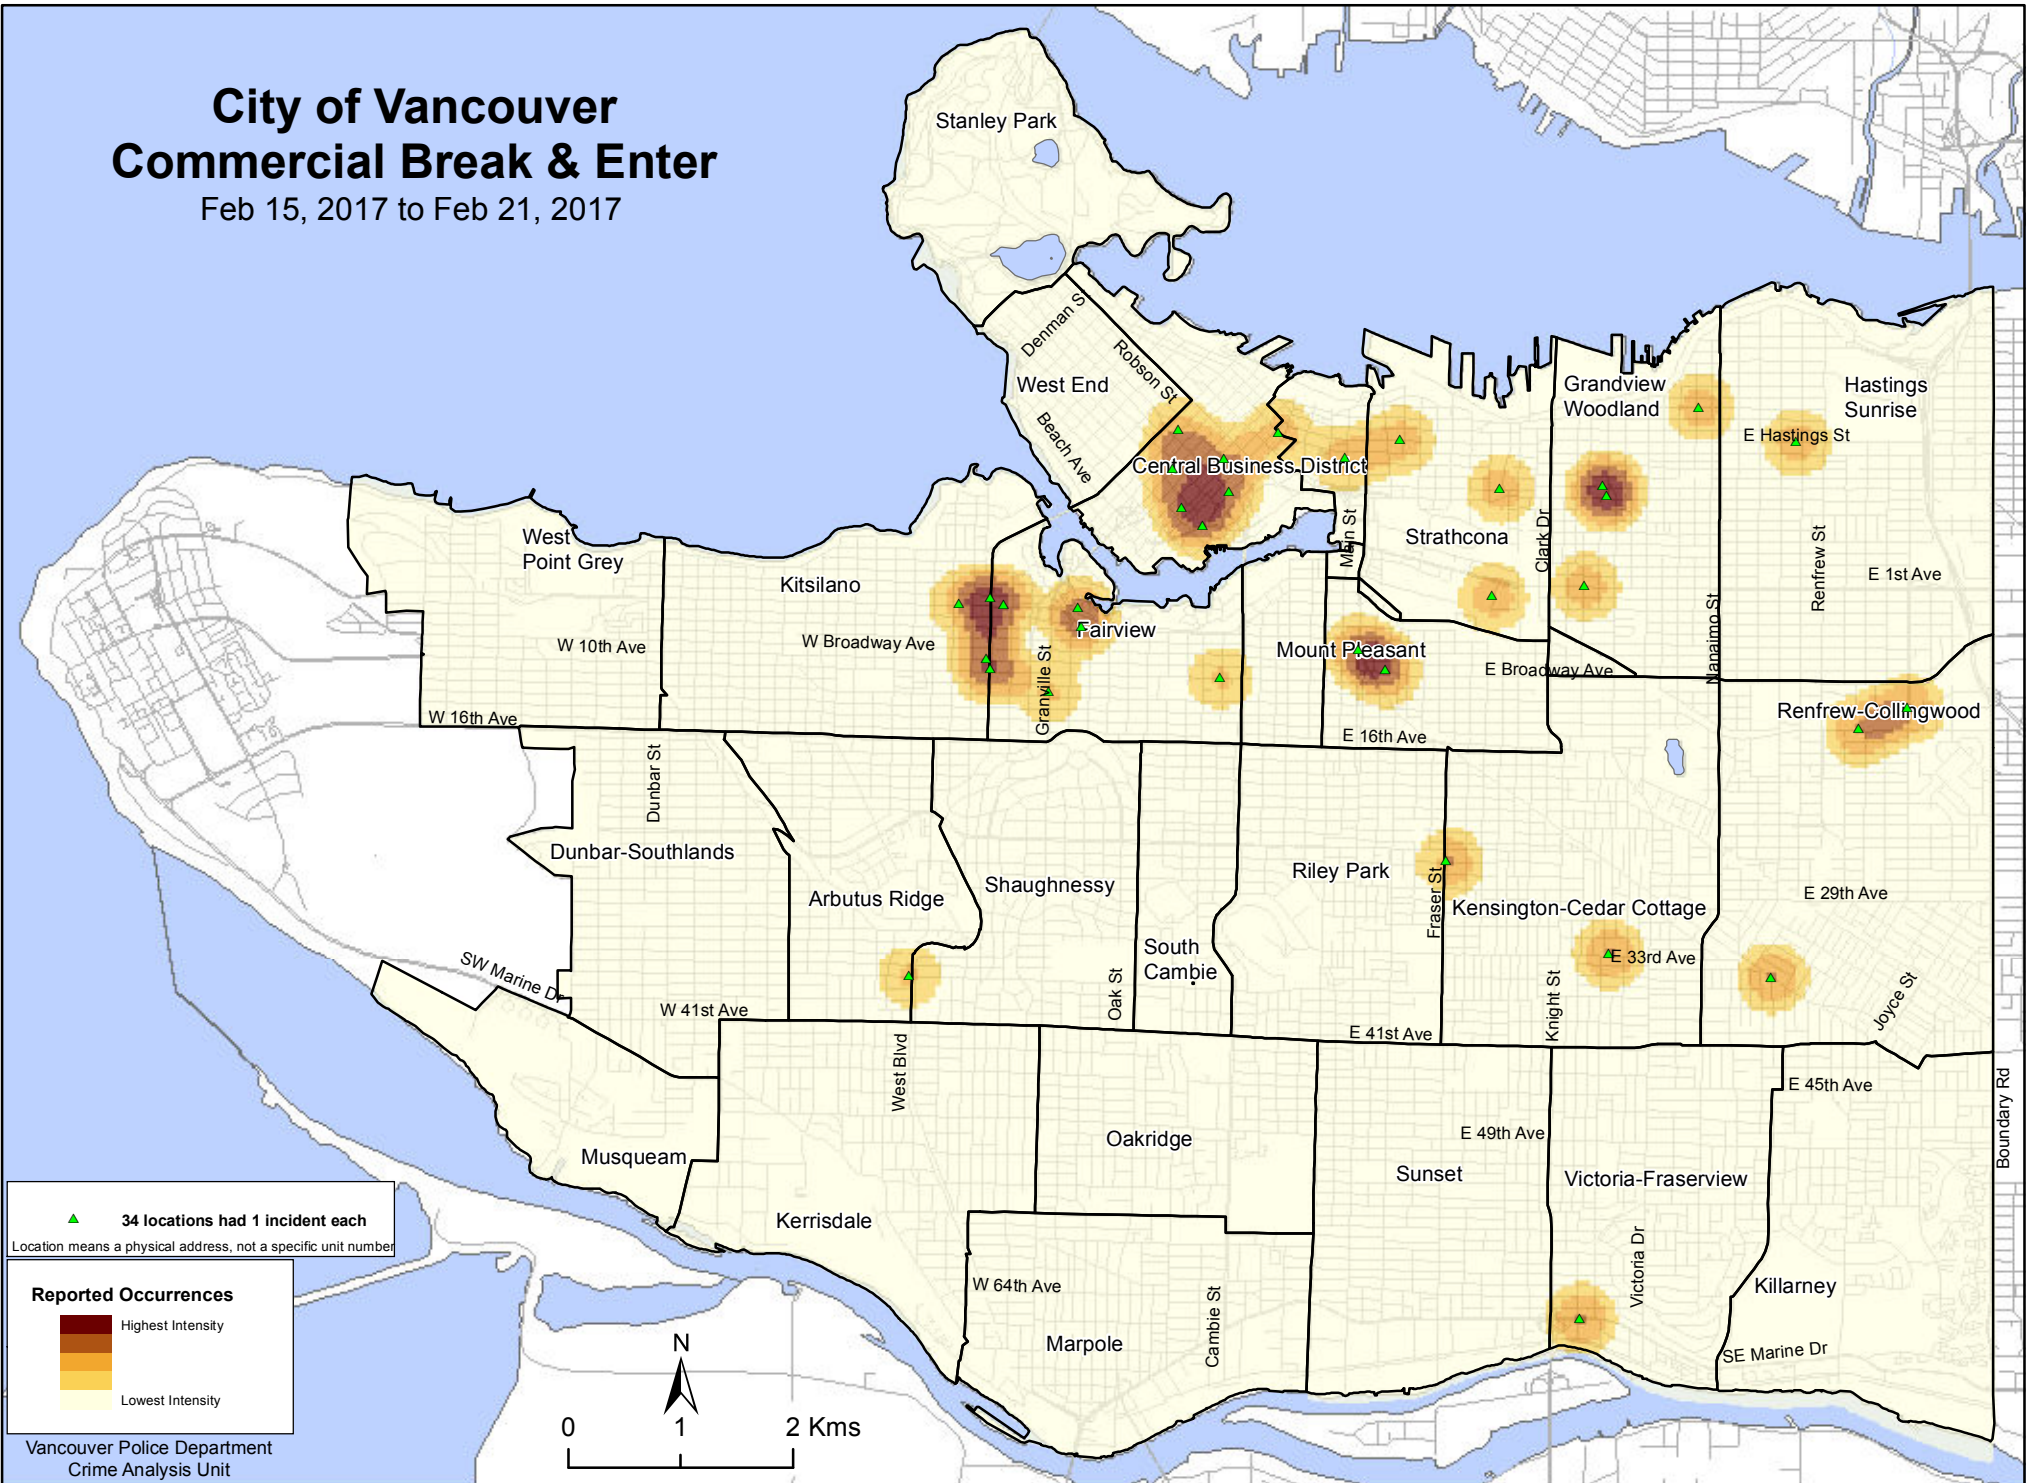 City of Vancouver
Commercial Break & Enter
Feb 15, 2017 to Feb 21, 2017
Stanley Park
Denman S
Robson St
West End
Beach Ave
Central Business District
Grandview
Woodland
Hastings
Sunrise
E Hastings St
West
Point Grey
Kitsilano
Strathcona
Main St
Clark Dr
Renfrew St
E 1st Ave
Nanaimo St
W 10th Ave
W Broadway Ave
Fairview
Granville St
Mount Pleasant
E Broadway Ave
W 16th Ave
E 16th Ave
Renfrew-Collingwood
Dunbar St
Dunbar-Southlands
Arbutus Ridge
Shaughnessy
Riley Park
Fraser St
Kensington-Cedar Cottage
E 29th Ave
South
Cambie
E 33rd Ave
SW Marine Dr
W 41st Ave
Oak St
E 41st Ave
Knight St
Joyce St
West Blvd
E 45th Ave
Boundary Rd
Musqueam
Oakridge
E 49th Ave
Sunset
Victoria-Fraserview
Kerrisdale
Victoria Dr
W 64th Ave
Killarney
Marpole
Cambie St
SE Marine Dr
34 locations had 1 incident each
Location means a physical address, not a specific unit number
Reported Occurrences
Highest Intensity
Lowest Intensity
Vancouver Police Department
Crime Analysis Unit
N
0 1 2 Kms